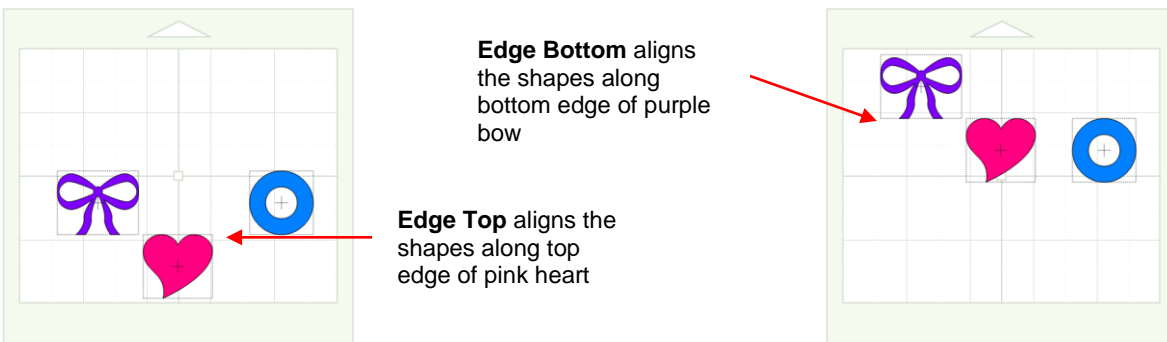 Edge Bottom aligns
the shapes along
bottom edge of purple
bow
Edge Top aligns the
shapes along top
edge of pink heart